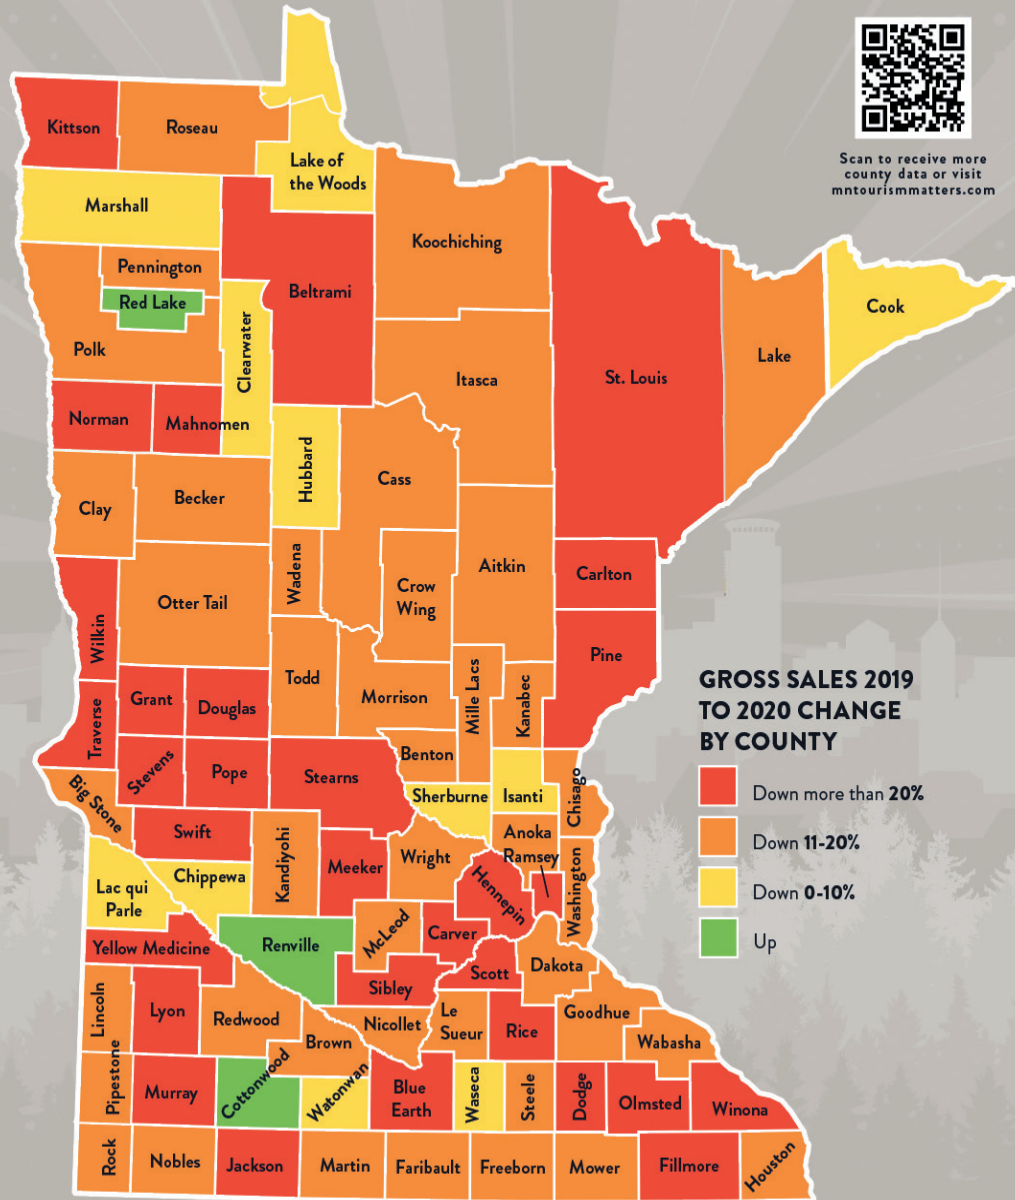 Scan to receive more
county data or visit
mntourismmatters.com
Kittson
Roseau
Lake of
the Woods
Marshall
Koochiching
Pennington
Red Lake
Beltrami
Cook
Polk
Clearwater
Lake
Itasca
St. Louis
Norman
Mahnomen
Hubbard
Cass
Clay
Becker
Wadena
Aitkin
Carlton
Crow
Wing
Otter Tail
Wilkin
Pine
Todd
Morrison
Mille Lacs
Kanabec
Traverse
Grant
Douglas
GROSS SALES 2019
TO 2020 CHANGE
BY COUNTY
Down more than 20%
Down 11-20%
Down 0-10%
Up
Benton
Stevens
Pope
Stearns
Big Stone
Sherburne
Isanti
Chisago
Swift
Kandiyohi
Anoka
Ramsey
Meeker
Wright
Chippewa
Lac qui
Parle
Hennepin
Washington
McLeod
Carver
Renville
Yellow Medicine
Dakota
Scott
Sibley
Lincoln
Lyon
Redwood
Nicollet
Le
Sueur
Goodhue
Rice
Brown
Wabasha
Pipestone
Murray
Cottonwood
Watonwan
Blue
Earth
Waseca
Steele
Dodge
Olmsted
Winona
Rock
Nobles
Jackson
Martin
Faribault
Freeborn
Mower
Fillmore
Houston